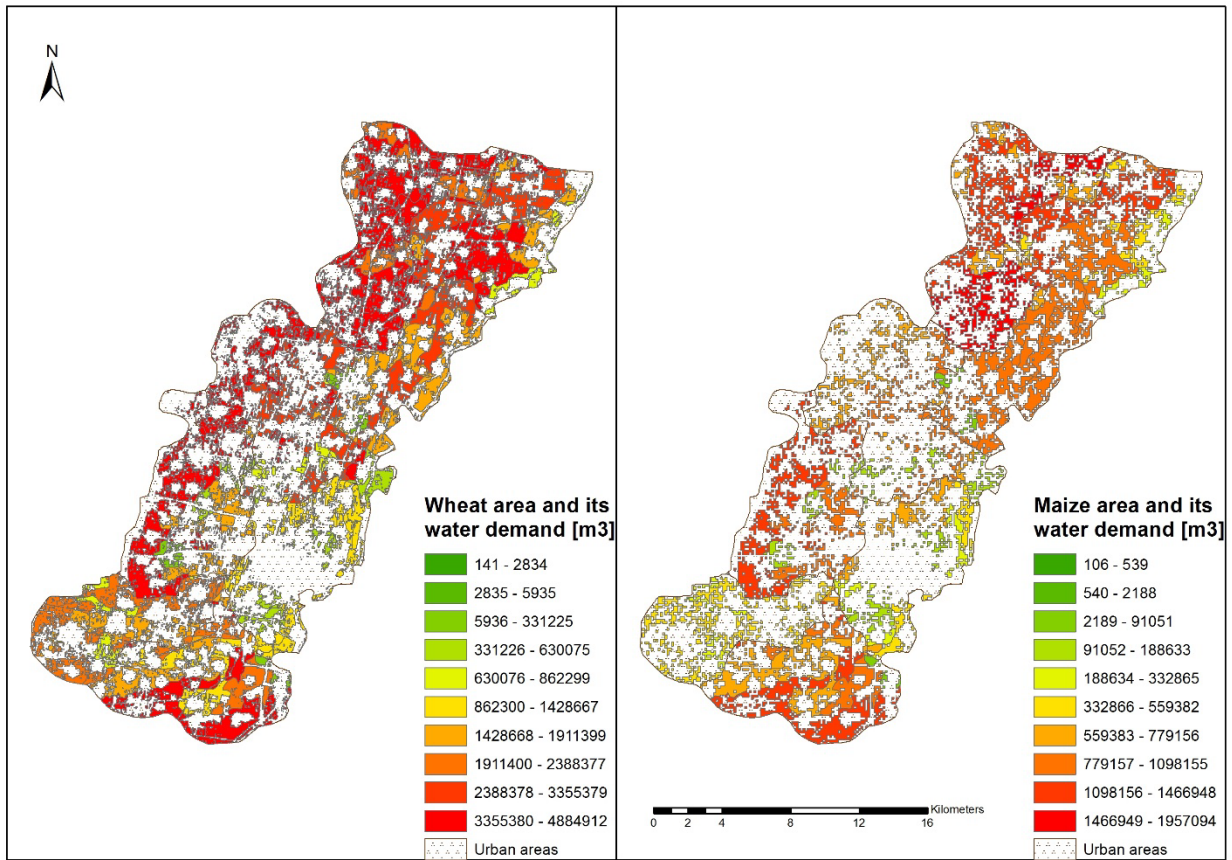 N
Wheat area and its
water demand [m3]
141 - 2834
2835 - 5935
5936 - 331225
331226 - 630075
630076 - 862299
862300 - 1428667
1428668 - 1911399
1911400 - 2388377
2388378 - 3355379
3355380 - 4884912
Urban areas
Maize area and its
water demand [m3]
106 - 539
540 - 2188
2189 - 91051
91052 - 188633
188634 - 332865
332866 - 559382
559383 - 779156
779157 - 1098155
1098156 - 1466948
1466949 - 1957094
Urban areas
Kilometers
0 2 4 8 12 16